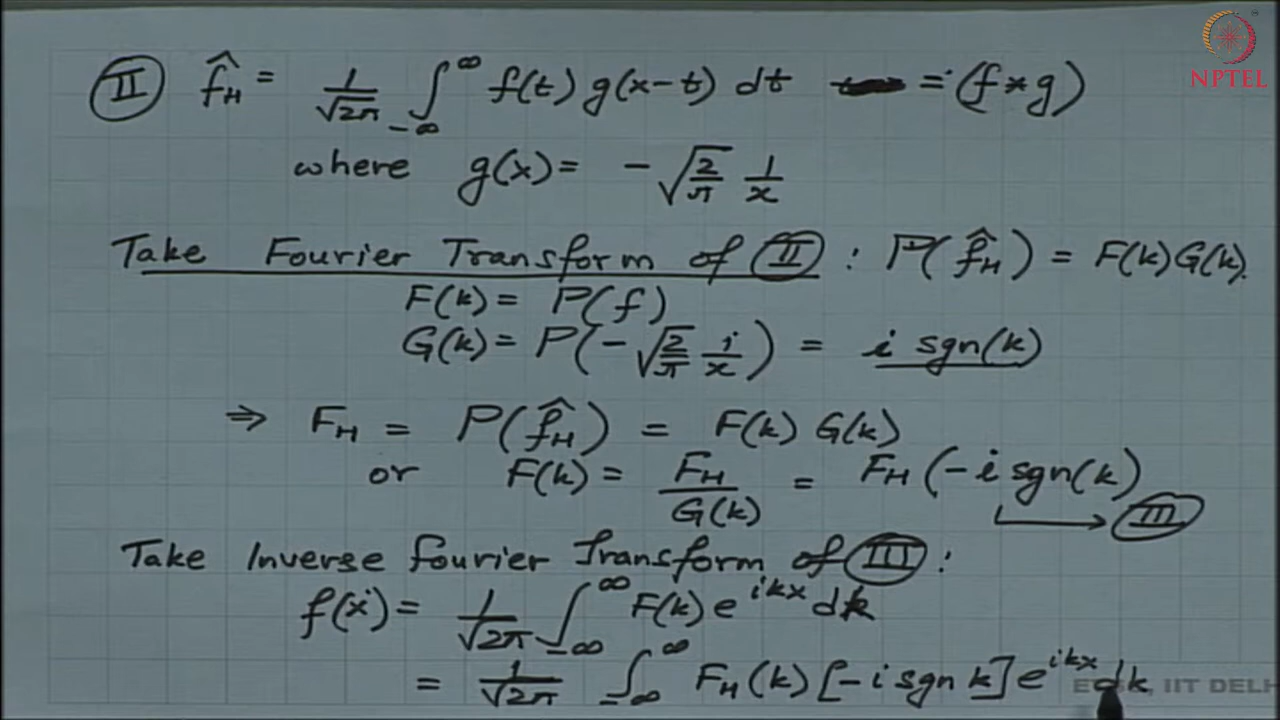 II f̂_H = 1/√2π ∫_{-∞}^{∞} f(t) g(x-t) dt = (f * g)
NPTEL
where g(x) = -√(2/π) 1/x
Take Fourier Transform of II : P(f̂_H) = F(k)G(k).
F(k) = P(f)
G(k) = P(-√(2/π) 1/x) = i sgn(k)
⇒ F_H = P(f̂_H) = F(k) G(k)
or F(k) = F_H/G(k) = F_H (-i sgn(k)) → III
Take Inverse Fourier Transform of III :
f(x) = 1/√2π ∫_{-∞}^{∞} F(k) e^{ikx} dk
= 1/√2π ∫_{-∞}^{∞} F_H(k) [-i sgn k] e^{ikx} dk
IIT DELH